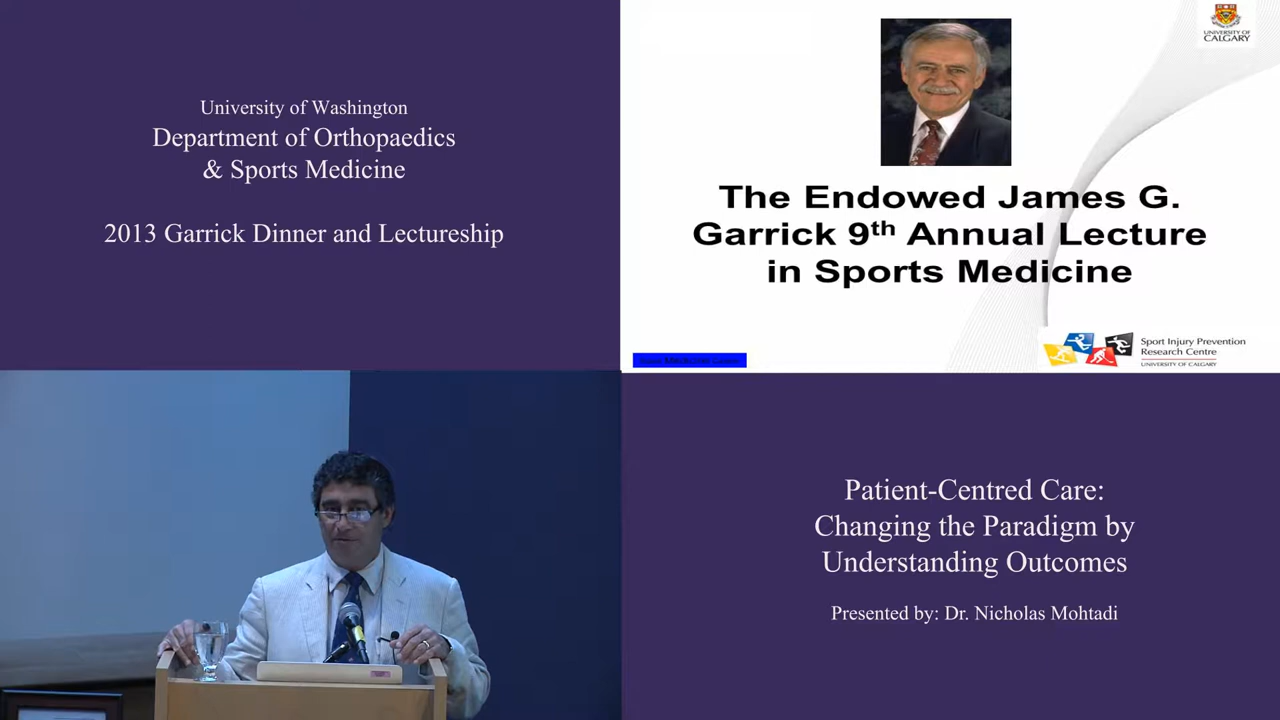 University of Washington
Department of Orthopaedics
& Sports Medicine
2013 Garrick Dinner and Lectureship
UNIVERSITY OF
CALGARY
The Endowed James G.
Garrick 9th Annual Lecture
in Sports Medicine
Sport Injury Prevention
Research Centre
UNIVERSITY OF CALGARY
Patient-Centred Care:
Changing the Paradigm by
Understanding Outcomes
Presented by: Dr. Nicholas Mohtadi